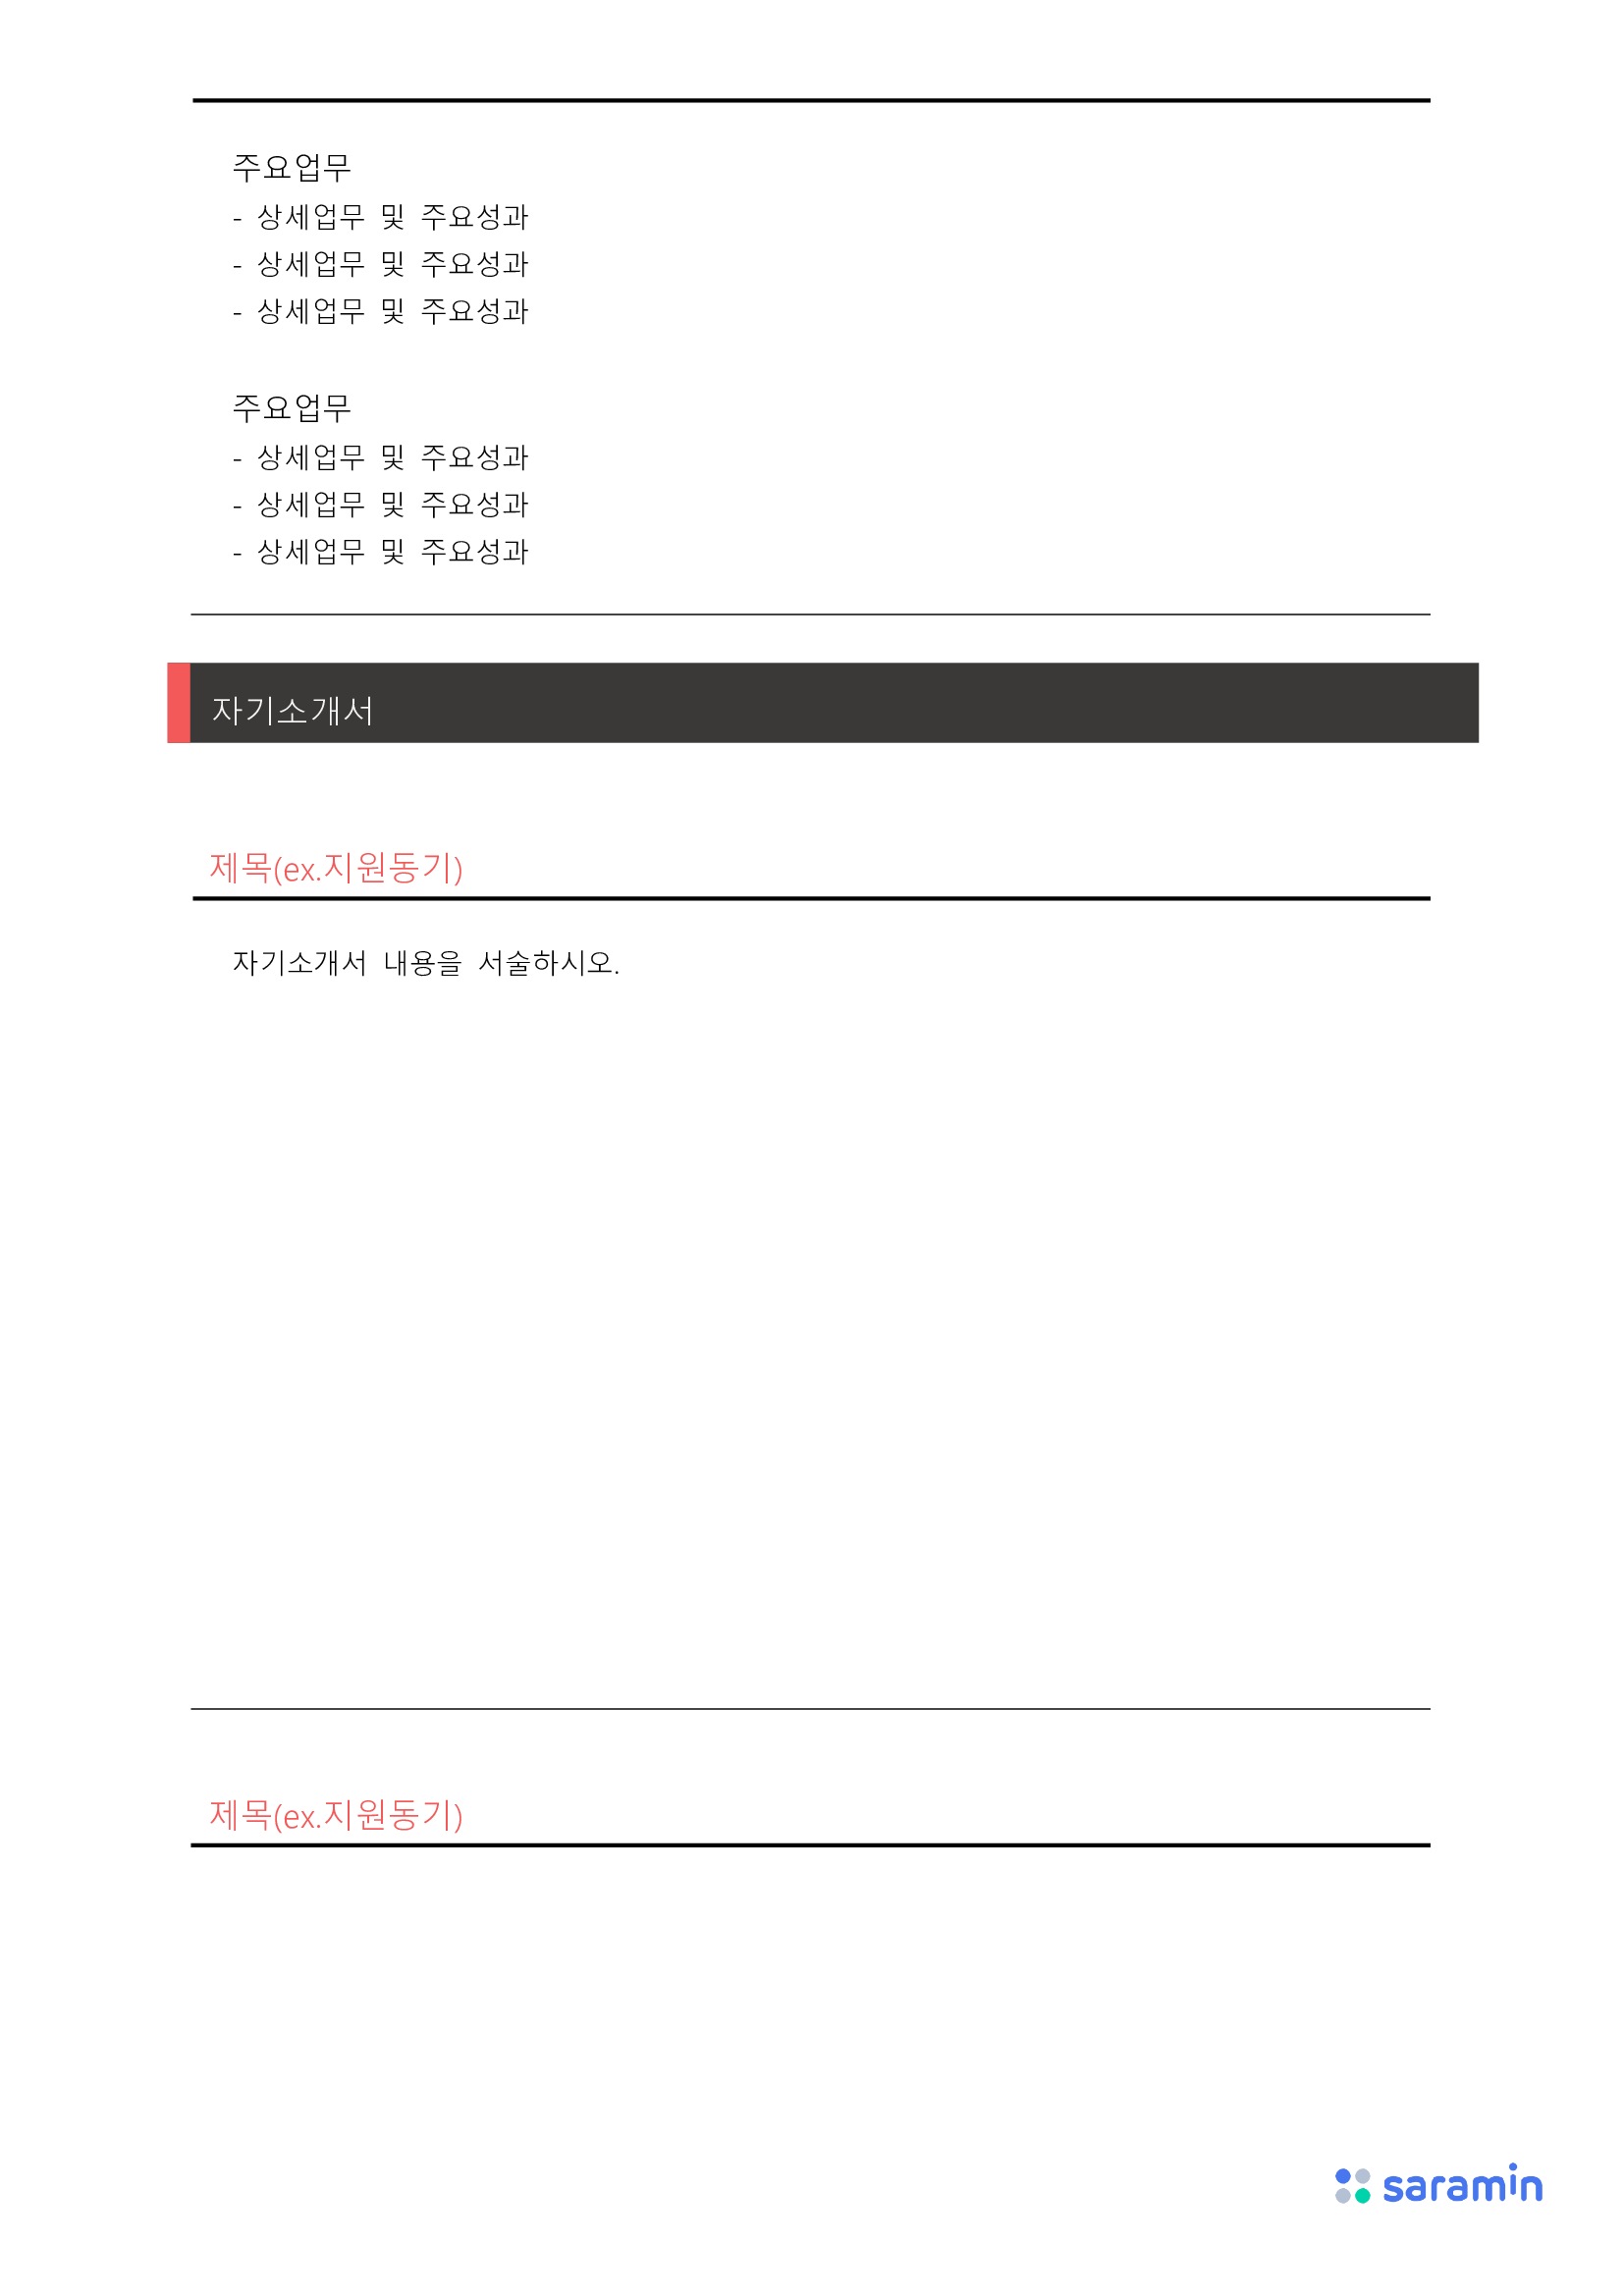 주요업무
- 상세업무 및 주요성과
- 상세업무 및 주요성과
- 상세업무 및 주요성과
주요업무
- 상세업무 및 주요성과
- 상세업무 및 주요성과
- 상세업무 및 주요성과
자기소개서
제목(ex.지원동기)
자기소개서 내용을 서술하시오.
제목(ex.지원동기)
saramin